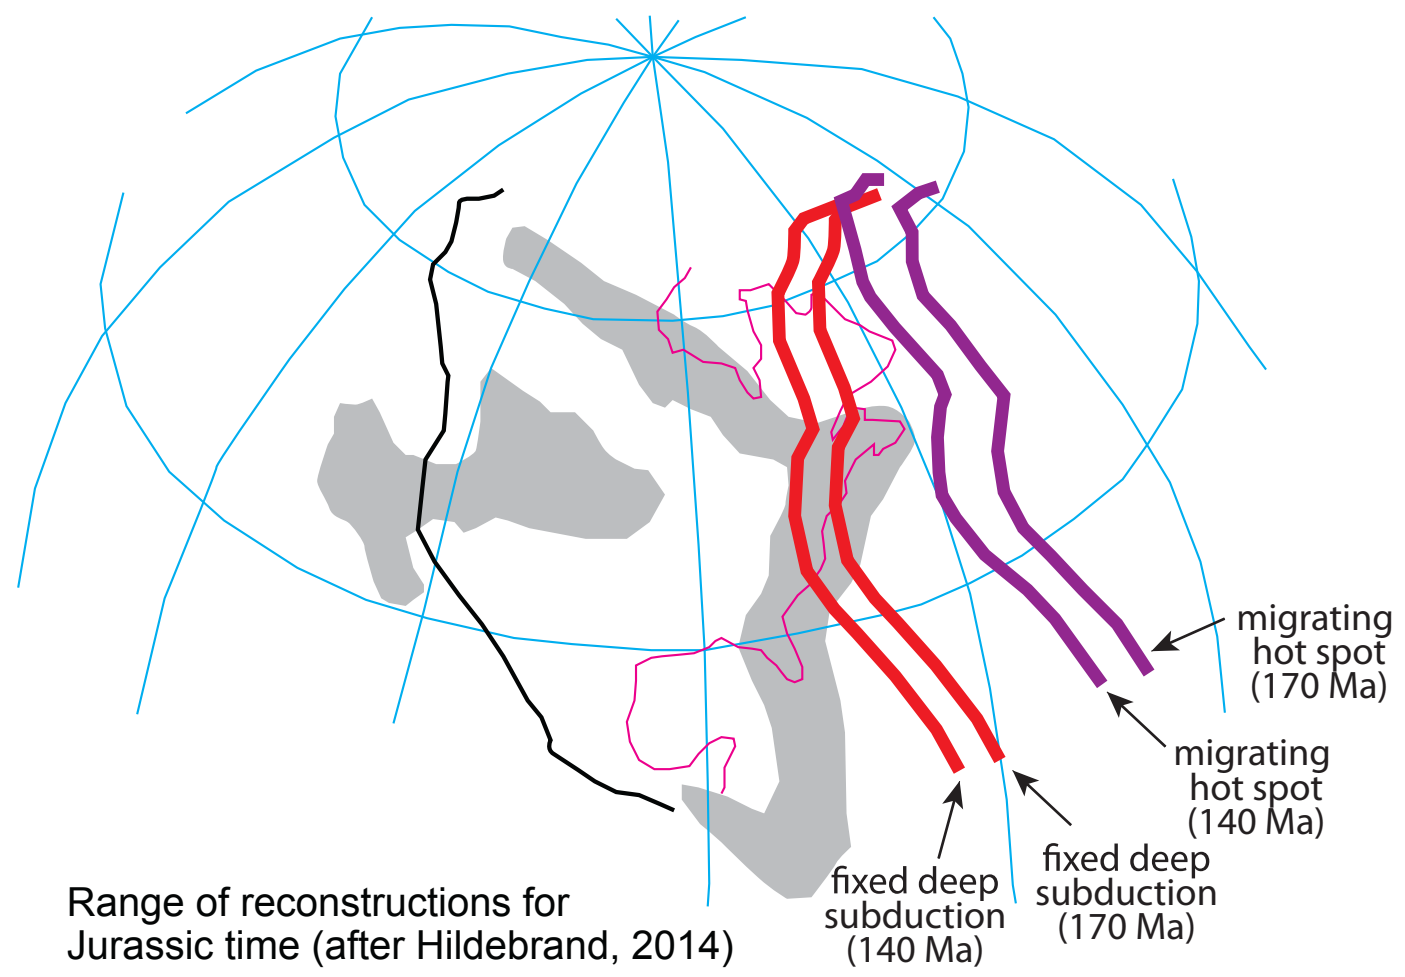 migrating
hot spot
(170 Ma)
migrating
hot spot
(140 Ma)
fixed deep
subduction
(170 Ma)
fixed deep
subduction
(140 Ma)
Range of reconstructions for
Jurassic time (after Hildebrand, 2014)